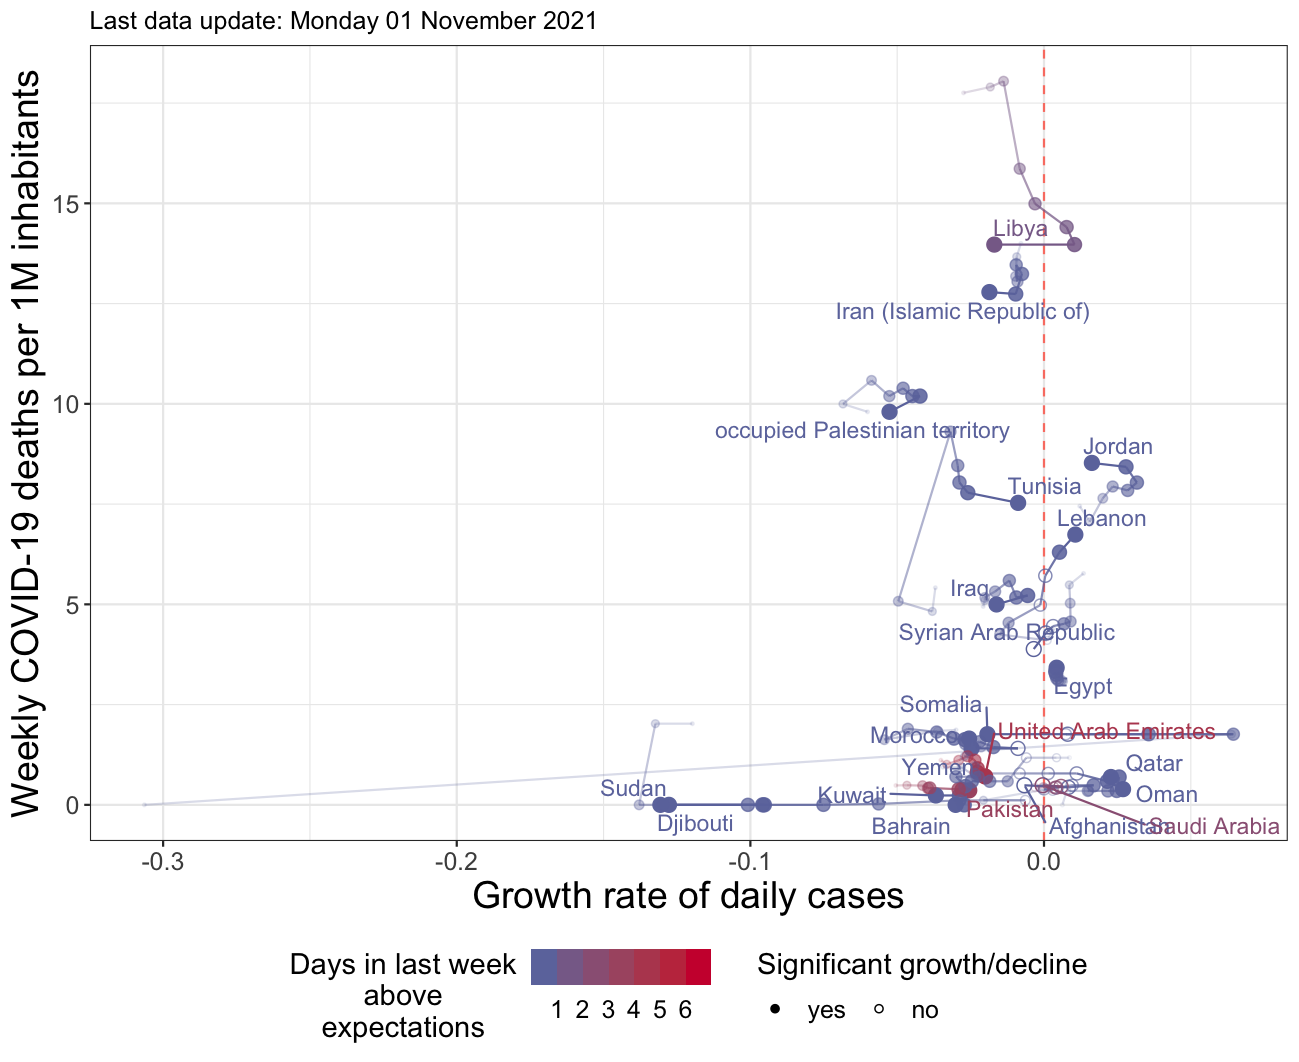 Last data update: Monday 01 November 2021
Weekly COVID-19 deaths per 1M inhabitants
15
10
5
0
Libya
Iran (Islamic Republic of)
occupied Palestinian territory
Jordan
Tunisia
Lebanon
Iraq
Syrian Arab Republic
Egypt
Somalia
Morocco
United Arab Emirates
Yemen
Qatar
Sudan
Kuwait
Oman
Pakistan
Djibouti
Bahrain
Afghanistan
Saudi Arabia
-0.3
-0.2
-0.1
0.0
Growth rate of daily cases
Days in last week
above
expectations
1 2 3 4 5 6
Significant growth/decline
yes
no